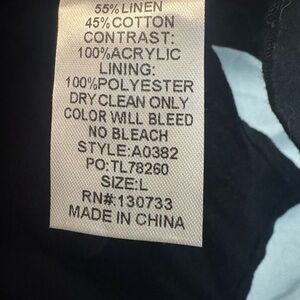 55% LINEN
45% COTTON
CONTRAST:
100%ACRYLIC
LINING:
100%POLYESTER
DRY CLEAN ONLY
COLOR WILL BLEED
NO BLEACH
STYLE:A0382
PO:TL78260
SIZE:L
RN#:130733
MADE IN CHINA